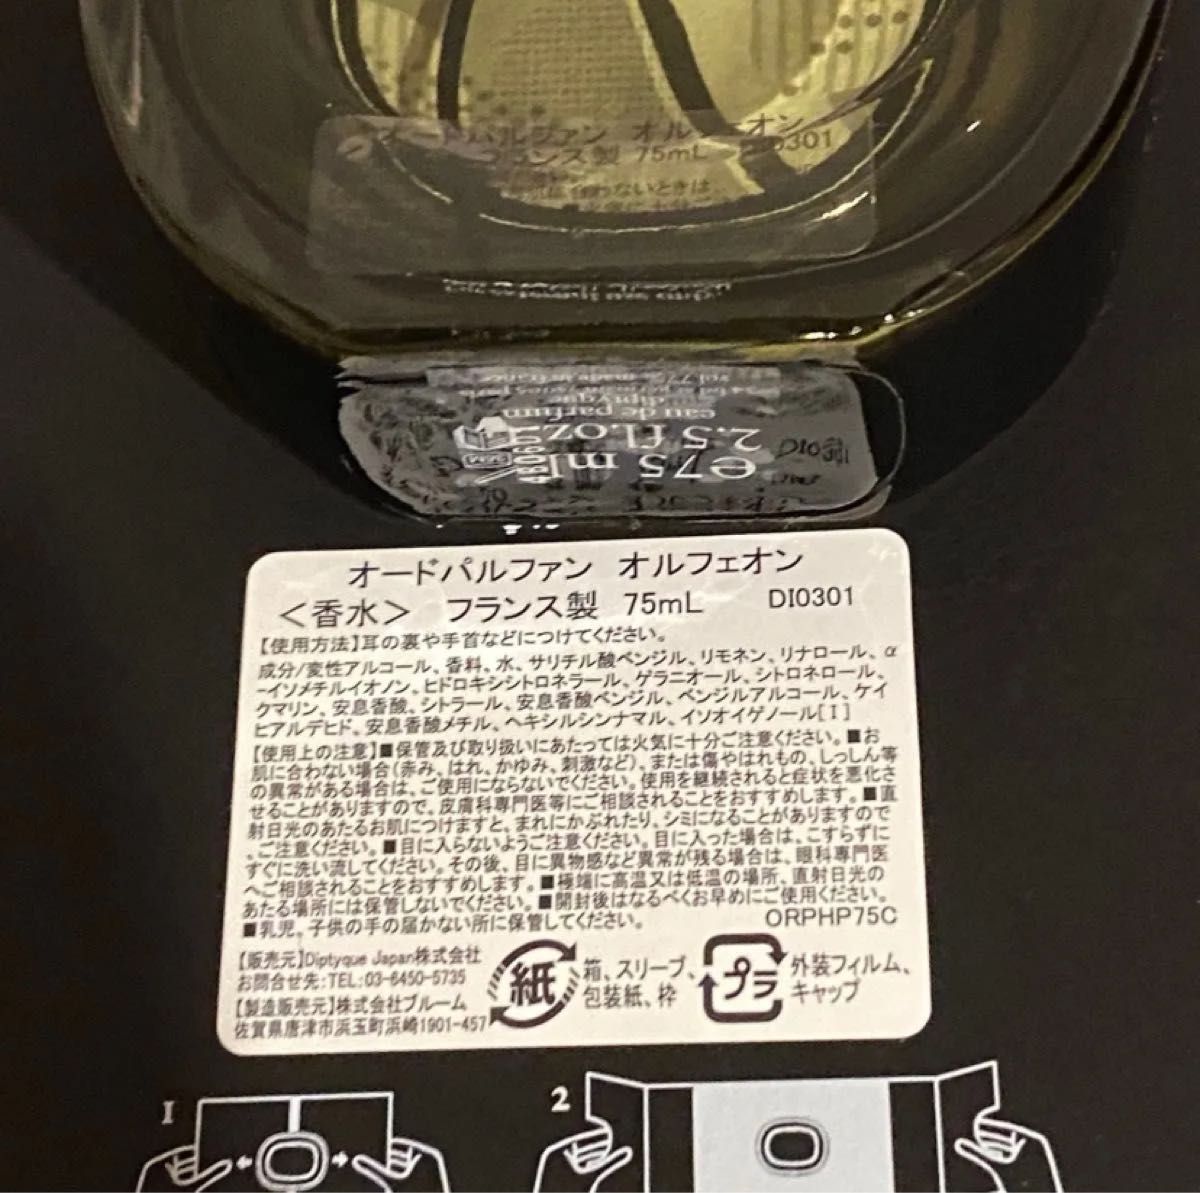 オードパルファン オルフェオン
フランス製 75mL
eau de parfum
2.5 fl.oz
e75 ml
オードパルファン オルフェオン
＜香水＞ フランス製 75mL DI0301
【使用方法】耳の裏や手首などにつけてください。
成分/変性アルコール、香料、水、サリチル酸ベンジル、リモネン、リナロール、α
-イソメチルイオノン、ヒドロキシシトロネラール、ゲラニオール、シトロネロール、
クマリン、安息香酸、シトラール、安息香酸ベンジル、ベンジルアルコール、ケイ
ヒアルデヒド、安息香酸メチル、ヘキシルシンナマル、イソオイゲノール[I]
【使用上の注意】■保管及び取り扱いにあたっては火気に十分ご注意ください。■お
肌に合わない場合(赤み、はれ、かゆみ、刺激など)、または傷やはれもの、しっしん等
の異常がある場合は、ご使用にならないでください。使用を継続されると症状を悪化さ
せることがありますので、皮膚科専門医等にご相談されることをおすすめします。■直
射日光のあたるお肌につけますと、まれにかぶれたり、シミになることがありますので
、ご注意ください。■目に入らないようご注意ください。目に入った場合は、こすらずに
すぐに洗い流してください。その後、目に異物感など異常が残る場合は、眼科専門医
へご相談されることをおすすめします。■極端に高温又は低温の場所、直射日光の
あたる場所には保管しないでください。■開封後はなるべくお早めにご使用ください。
■乳児、子供の手の届かない所に保管してください。 ORPHP75C
【販売元】Diptyque Japan株式会社
お問合せ先:TEL:03-6450-5735
【製造販売元】株式会社ブルーム
佐賀県唐津市浜玉町浜崎1901-457
紙 箱、スリーブ、
包装紙、枠
プラ 外装フィルム、
キャップ
1
2